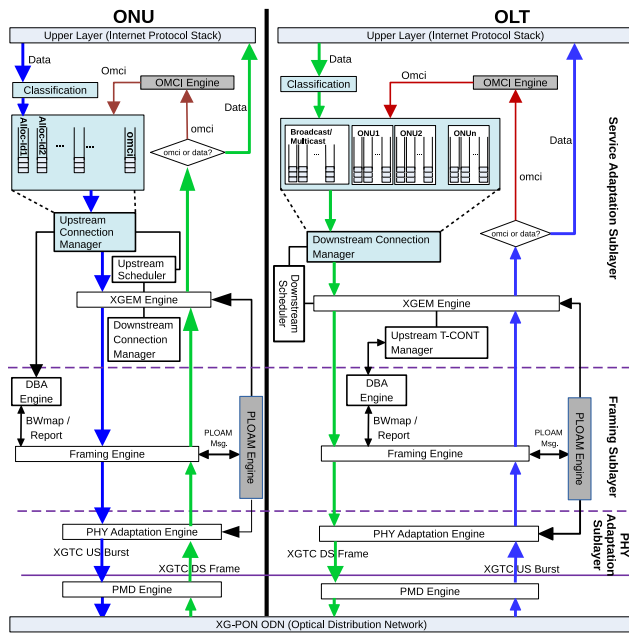 ONU
OLT
Upper Layer (Internet Protocol Stack)
Upper Layer (Internet Protocol Stack)
Data
Omci
Classification
OMCI Engine
Data
omci
Alloc-Id1
Alloc-Id2
...
...
omci
omci or data?
Upstream
Connection
Manager
Upstream
Scheduler
XGEM Engine
Downstream
Connection
Manager
DBA
Engine
BWmap /
Report
PLOAM
Msg.
PLOAM Engine
Framing Engine
PHY Adaptation Engine
XGTC US Burst
XGTC DS Frame
PMD Engine
Data
Omci
Classification
OMCI Engine
Data
omci
Broadcast/
Multicast
...
ONU1
...
ONU2
...
ONUn
...
omci or data?
Downstream Connection
Manager
Downstream
Scheduler
XGEM Engine
Upstream T-CONT
Manager
DBA
Engine
BWmap /
Report
PLOAM
Msg.
PLOAM Engine
Framing Engine
PHY Adaptation Engine
XGTC DS Frame
XGTC US Burst
PMD Engine
Service Adaptation Sublayer
Framing Sublayer
PHY
Adaptation
Sublayer
XG-PON ODN (Optical Distribution Network)